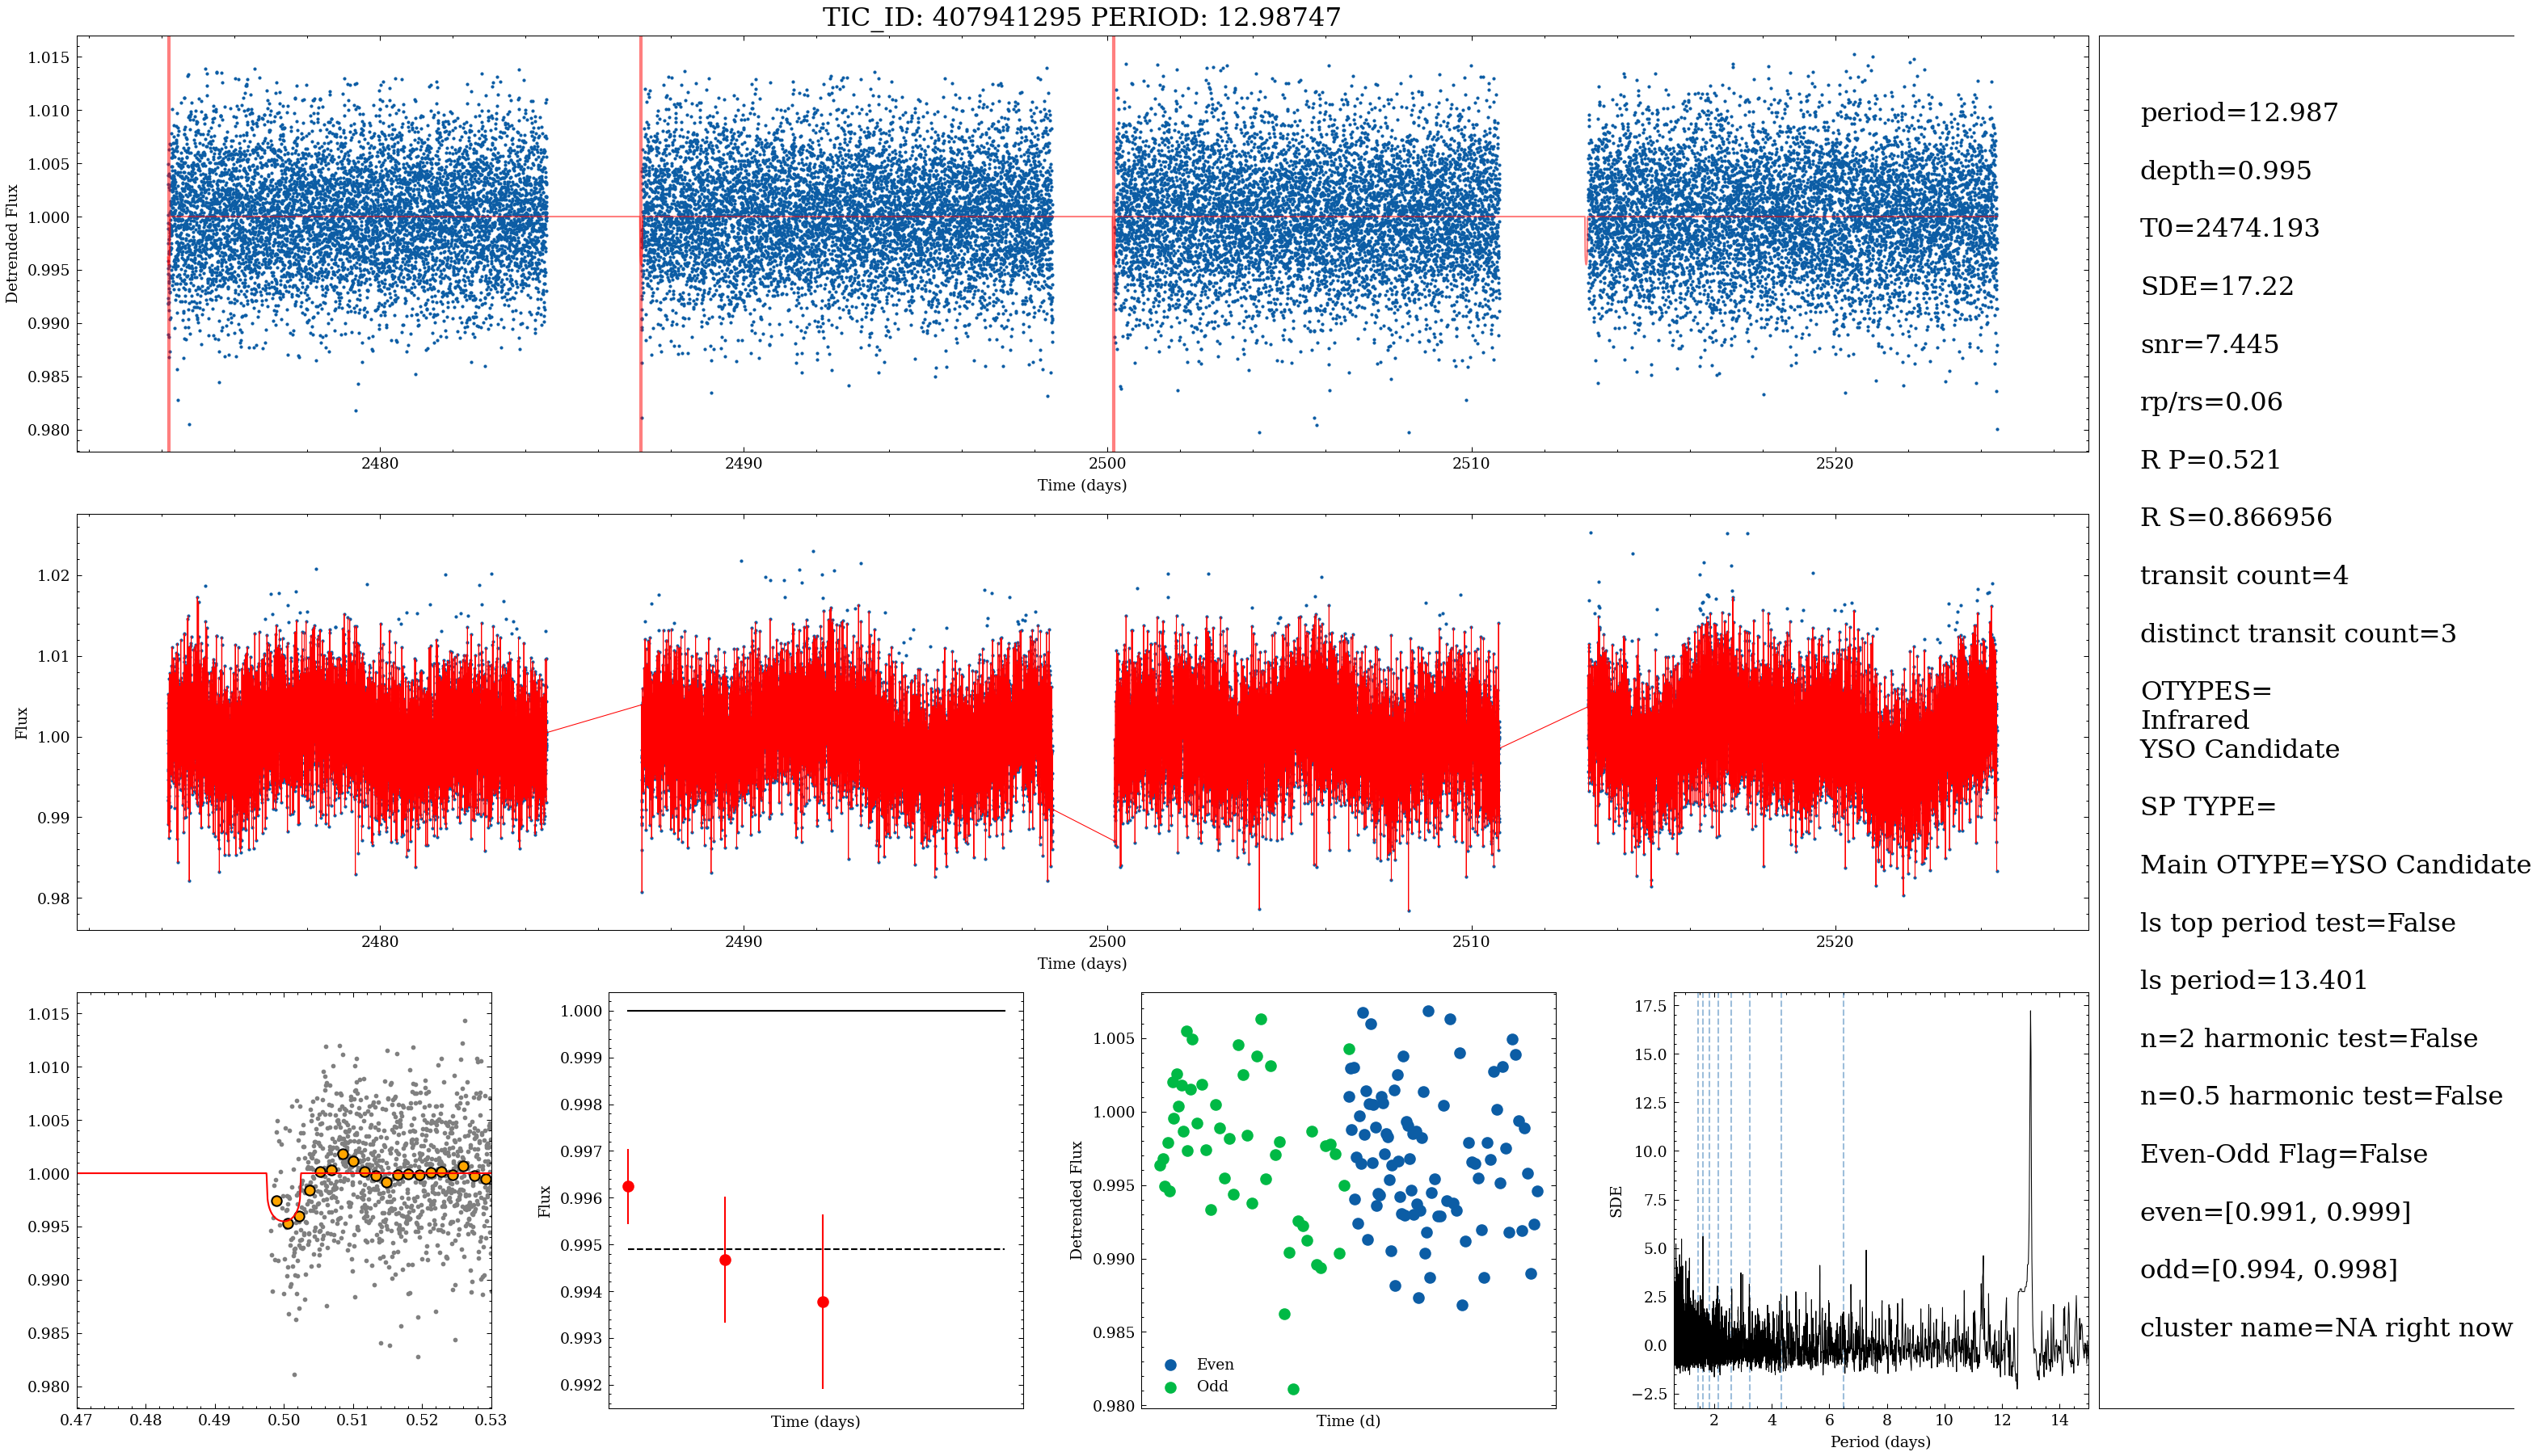 TIC_ID: 407941295 PERIOD: 12.98747
1.015
1.010
1.005
1.000
0.995
0.990
0.985
0.980
Detrended Flux
2480
2490
2500
2510
2520
Time (days)
1.02
1.01
1.00
0.99
0.98
Flux
2480
2490
2500
2510
2520
Time (days)
1.015
1.010
1.005
1.000
0.995
0.990
0.985
0.980
0.47
0.48
0.49
0.50
0.51
0.52
0.53
1.000
0.999
0.998
0.997
0.996
0.995
0.994
0.993
0.992
Flux
Time (days)
1.005
1.000
0.995
0.990
0.985
0.980
Detrended Flux
Even
Odd
Time (d)
17.5
15.0
12.5
10.0
7.5
5.0
2.5
0.0
−2.5
SDE
2
4
6
8
10
12
14
Period (days)
period=12.987
depth=0.995
T0=2474.193
SDE=17.22
snr=7.445
rp/rs=0.06
R P=0.521
R S=0.866956
transit count=4
distinct transit count=3
OTYPES=
Infrared
YSO Candidate
SP TYPE=
Main OTYPE=YSO Candidate
ls top period test=False
ls period=13.401
n=2 harmonic test=False
n=0.5 harmonic test=False
Even-Odd Flag=False
even=[0.991, 0.999]
odd=[0.994, 0.998]
cluster name=NA right now